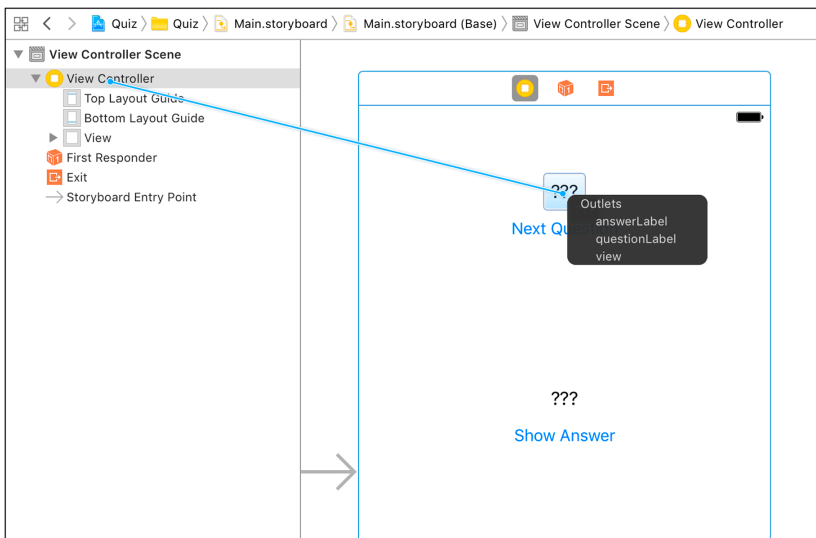 Quiz Quiz Main.storyboard Main.storyboard (Base) View Controller Scene View Controller
View Controller Scene
View Controller
Top Layout Guide
Bottom Layout Guide
View
First Responder
Exit
Storyboard Entry Point
???
Next Question
Outlets
answerLabel
questionLabel
view
???
Show Answer